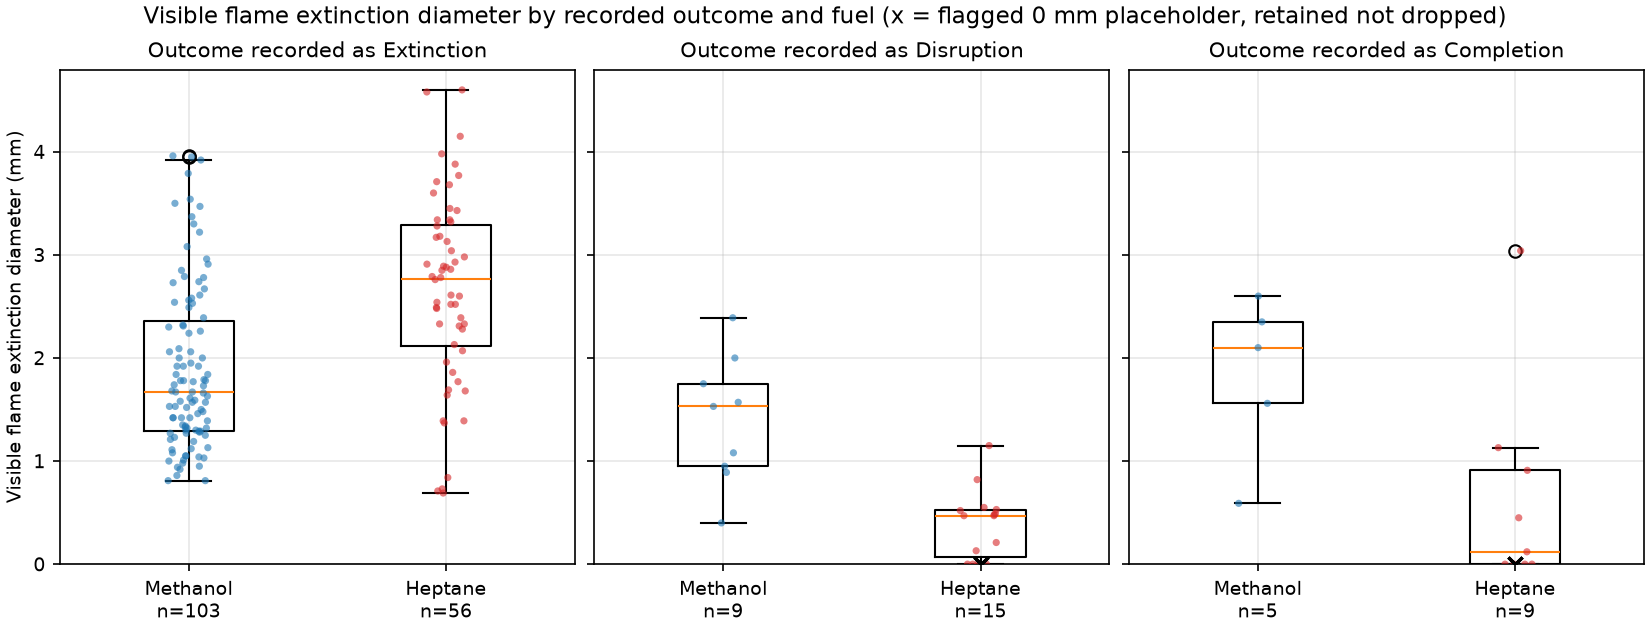 Visible flame extinction diameter by recorded outcome and fuel (x = flagged 0 mm placeholder, retained not dropped)
Outcome recorded as Extinction
Outcome recorded as Disruption
Outcome recorded as Completion
Visible flame extinction diameter (mm)
4
3
2
1
0
Methanol
n=103
Heptane
n=56
Methanol
n=9
Heptane
n=15
Methanol
n=5
Heptane
n=9